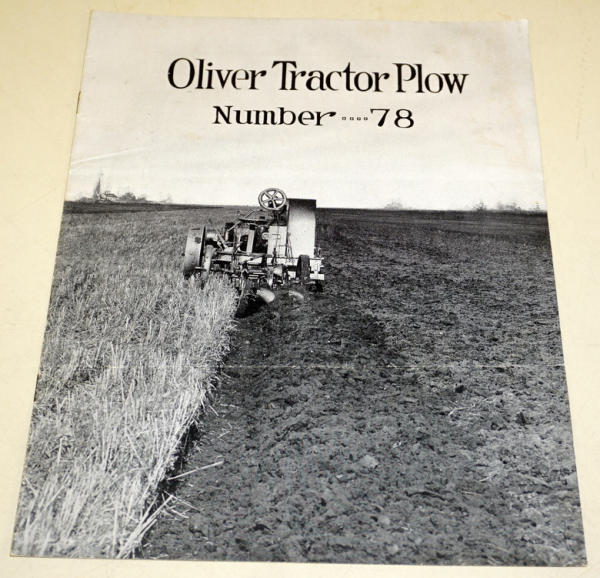 Oliver Tractor Plow
Number....78